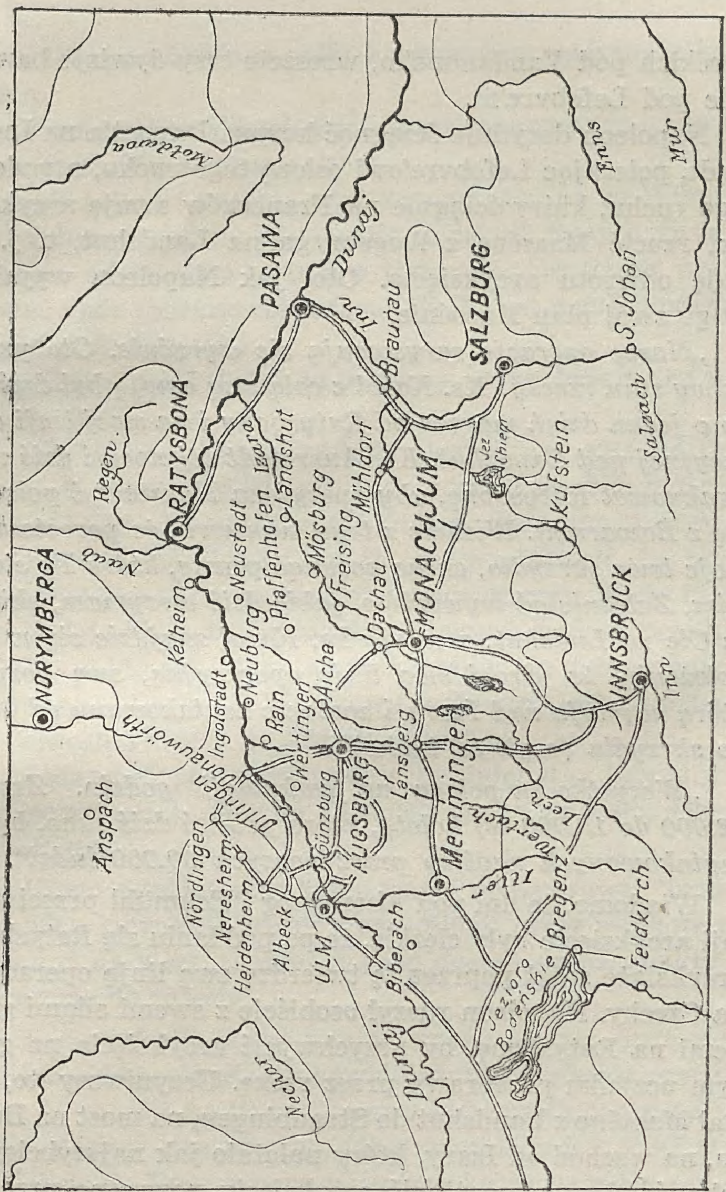 NORYMBERGA
Anspach
Mołdawa
Regen
Naab
RATYSBONA
PASAWA
Dunaj
Inn
Kelheim
Neustadt
Ingolstadt
Neuburg
Pfaffenhofen
Izara
Landshut
Mösburg
Freising
Mühldorf
Braunau
SALZBURG
Enns
Mur
S. Johan
Salzach
Kufstein
jez
Chiem
MONACHJUM
Dachau
Aicha
Rain
Wertingen
Donauwörth
Dillingen
Nördlingen
Neresheim
Heidenheim
Albeck
Günzburg
ULM
AUGSBURG
Lansberg
Memmingen
Biberach
Iller
Wertach
Lech
INNSBRUCK
Inn
Bregenz
Feldkirch
Jezioro
Bodeńskie
Dunaj
Neckar